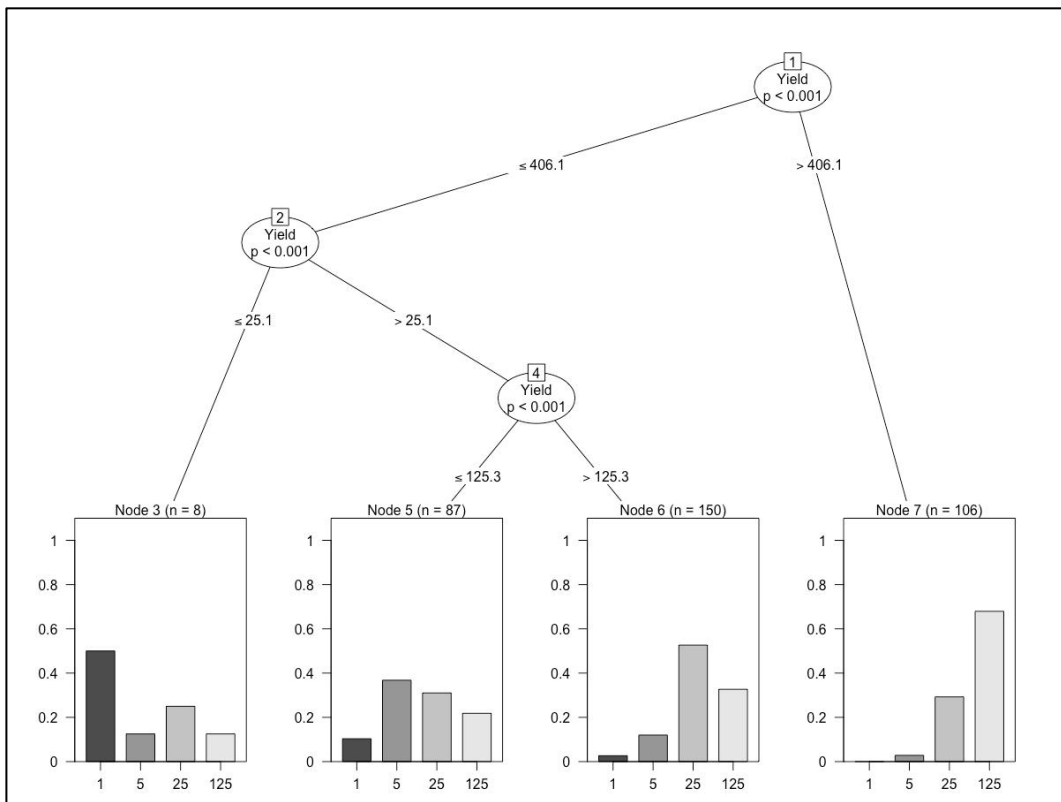 1
Yield
p < 0.001
≤ 406.1
> 406.1
2
Yield
p < 0.001
≤ 25.1
> 25.1
4
Yield
p < 0.001
≤ 125.3
> 125.3
Node 3 (n = 8)
1
0.8
0.6
0.4
0.2
0
1 5 25 125
Node 5 (n = 87)
1
0.8
0.6
0.4
0.2
0
1 5 25 125
Node 6 (n = 150)
1
0.8
0.6
0.4
0.2
0
1 5 25 125
Node 7 (n = 106)
1
0.8
0.6
0.4
0.2
0
1 5 25 125